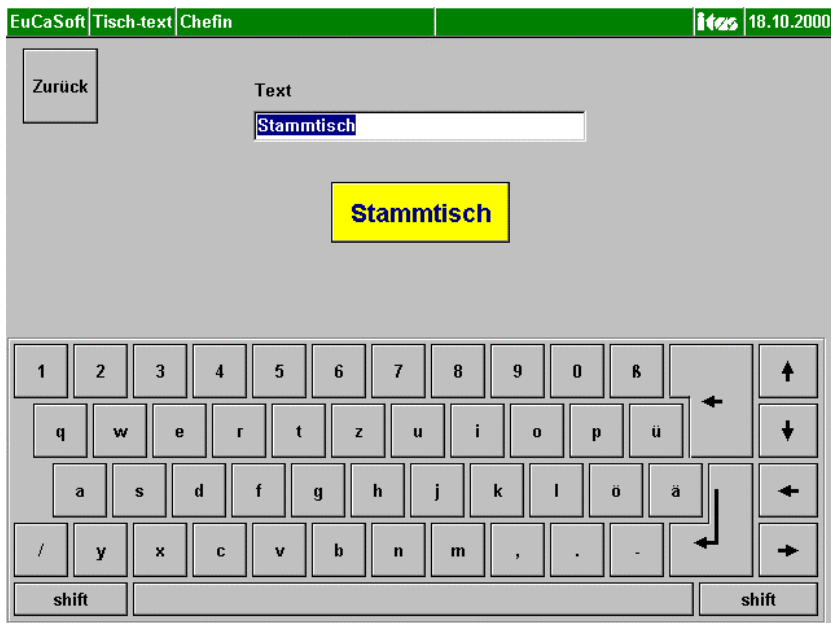 EuCaSoft Tisch-text Chefin ites 18.10.2000
Zurück
Text
Stammtisch
Stammtisch
1 2 3 4 5 6 7 8 9 0 ß
q w e r t z u i o p ü
a s d f g h j k l ö ä
/ y x c v b n m , . -
shift shift